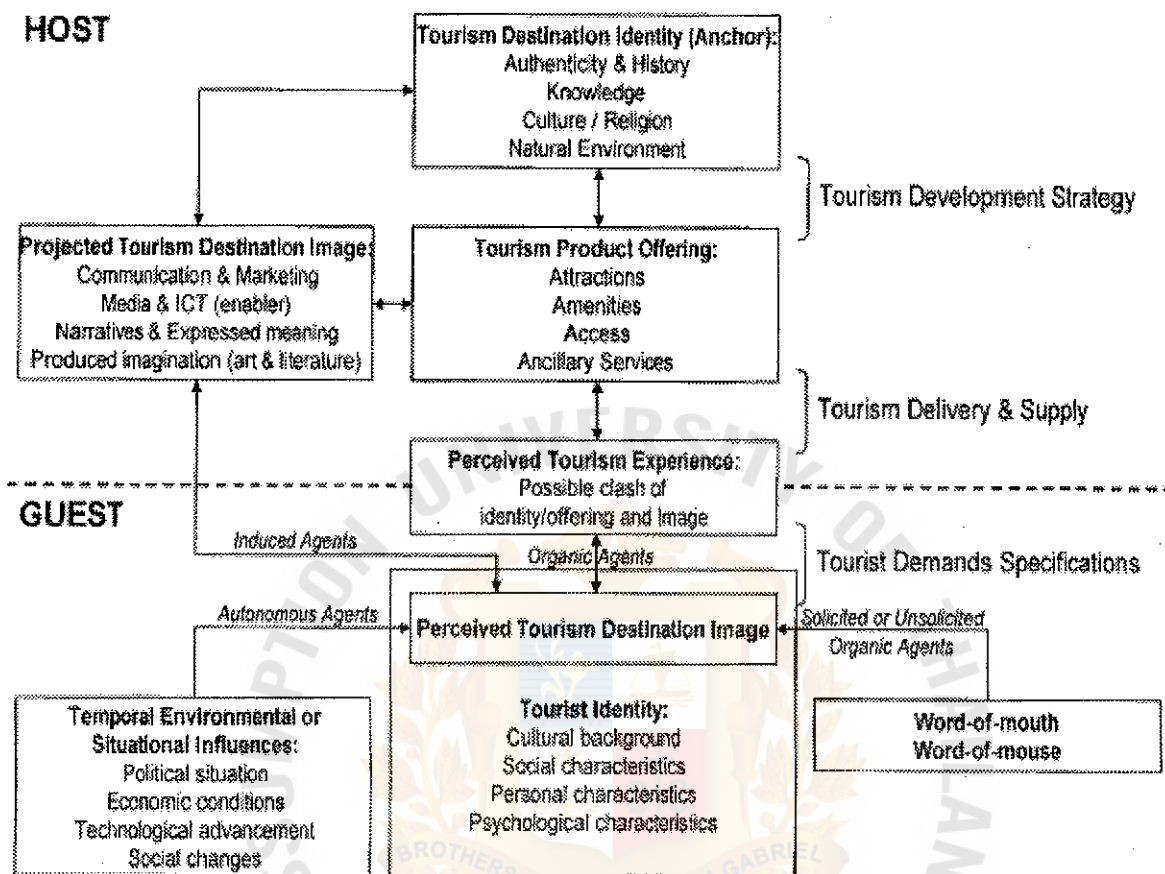 HOST
Tourism Destination Identity (Anchor):
Authenticity & History
Knowledge
Culture / Religion
Natural Environment
Tourism Development Strategy
Projected Tourism Destination Image:
Communication & Marketing
Media & ICT (enabler)
Narratives & Expressed meaning
Produced imagination (art & literature)
Tourism Product Offering:
Attractions
Amenities
Access
Ancillary Services
Tourism Delivery & Supply
Perceived Tourism Experience:
Possible clash of
identity/offering and Image
GUEST
Induced Agents
Organic Agents
Tourist Demands Specifications
Autonomous Agents
Perceived Tourism Destination Image
Solicited or Unsolicited
Organic Agents
Temporal Environmental or
Situational Influences:
Political situation
Economic conditions
Technological advancement
Social changes
Tourist Identity:
Cultural background
Social characteristics
Personal characteristics
Psychological characteristics
Word-of-mouth
Word-of-mouse
UNIVERSITY OF
BROTHERS
GABRIEL